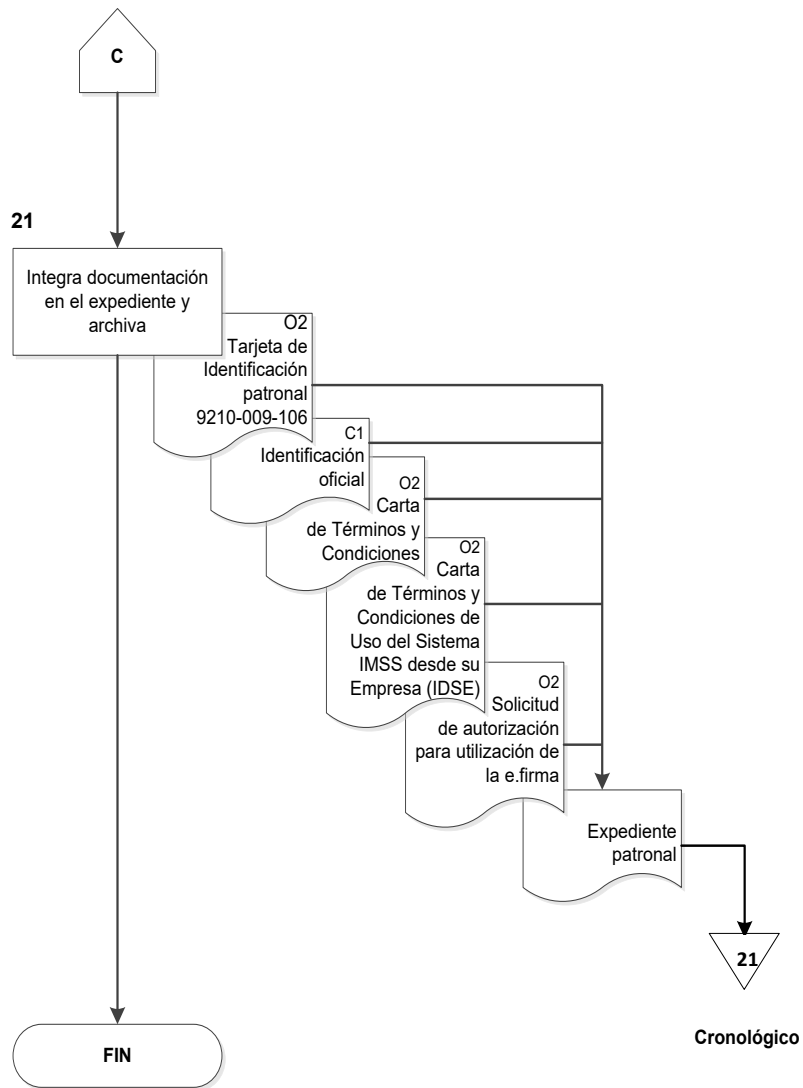 C
21
Integra documentación
en el expediente y
archiva
O2
Tarjeta de
Identificación
patronal
9210-009-106
C1
Identificación
oficial
O2
Carta
de Términos y
Condiciones
O2
Carta
de Términos y
Condiciones de
Uso del Sistema
IMSS desde su
Empresa (IDSE)
O2
Solicitud
de autorización
para utilización de
la e.firma
Expediente
patronal
21
Cronológico
FIN